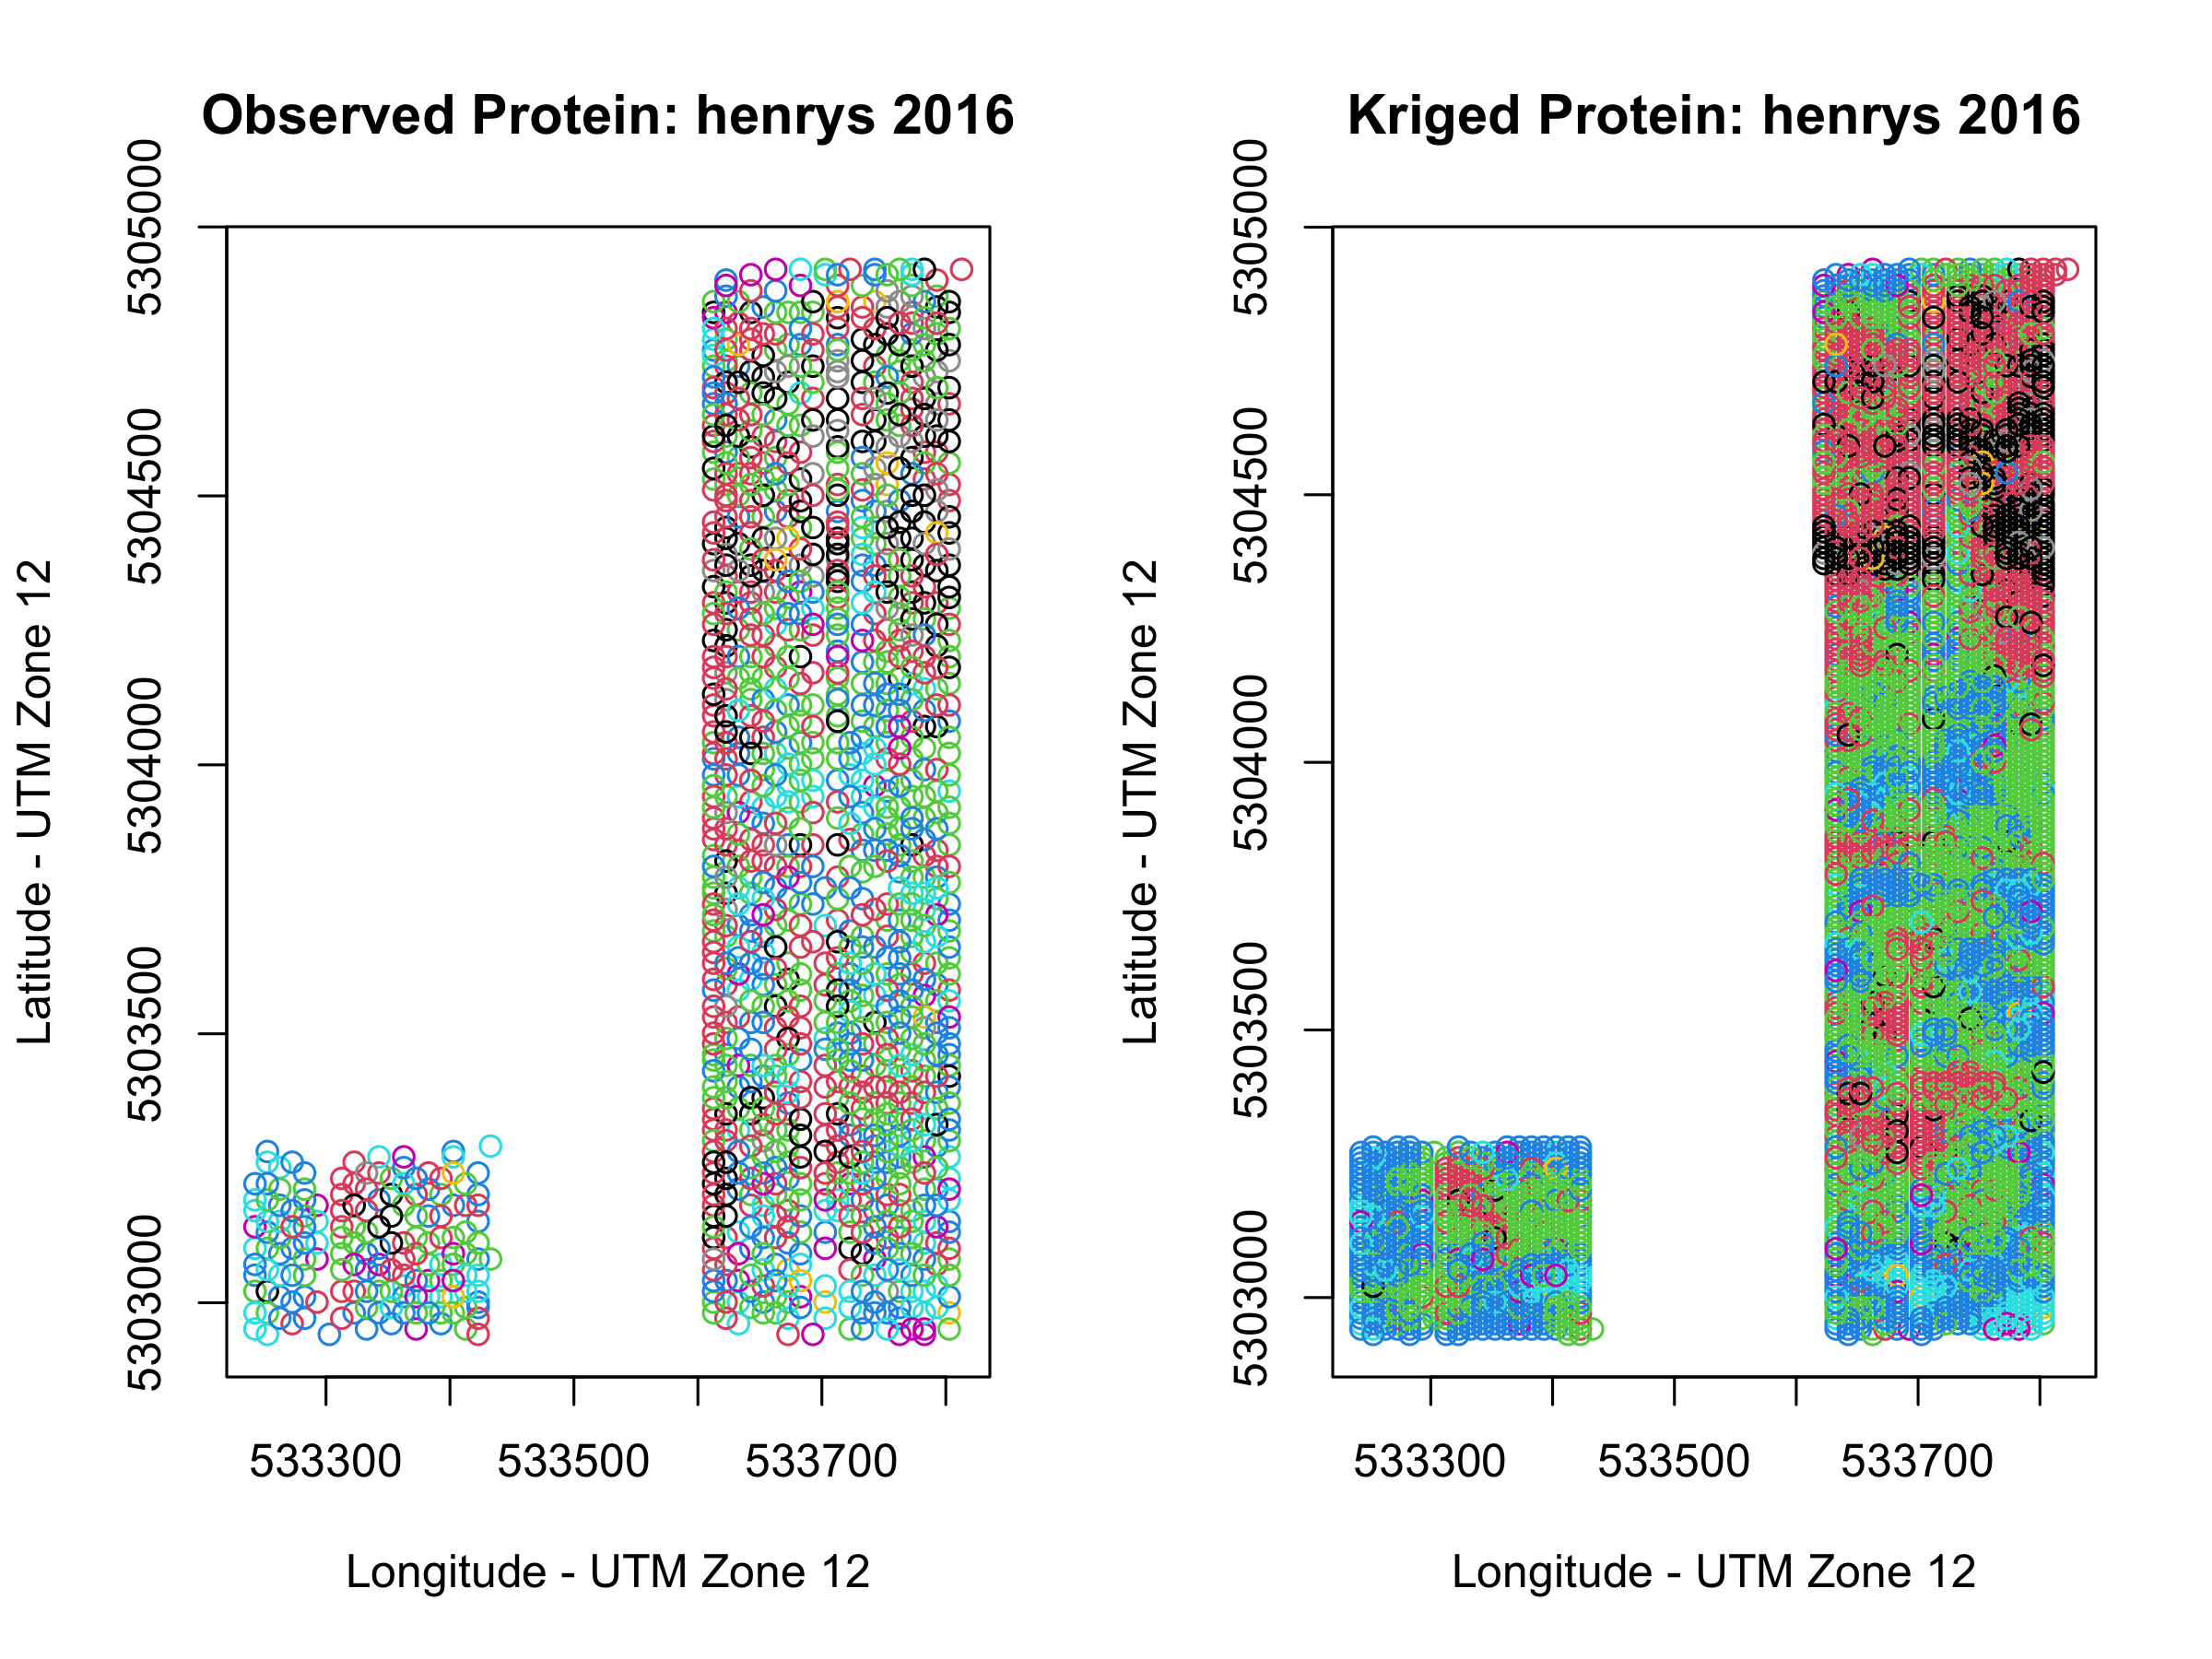 Observed Protein: henrys 2016
Latitude - UTM Zone 12
5305000
5304500
5304000
5303500
5303000
533300
533500
533700
Longitude - UTM Zone 12
Kriged Protein: henrys 2016
Latitude - UTM Zone 12
5305000
5304500
5304000
5303500
5303000
533300
533500
533700
Longitude - UTM Zone 12